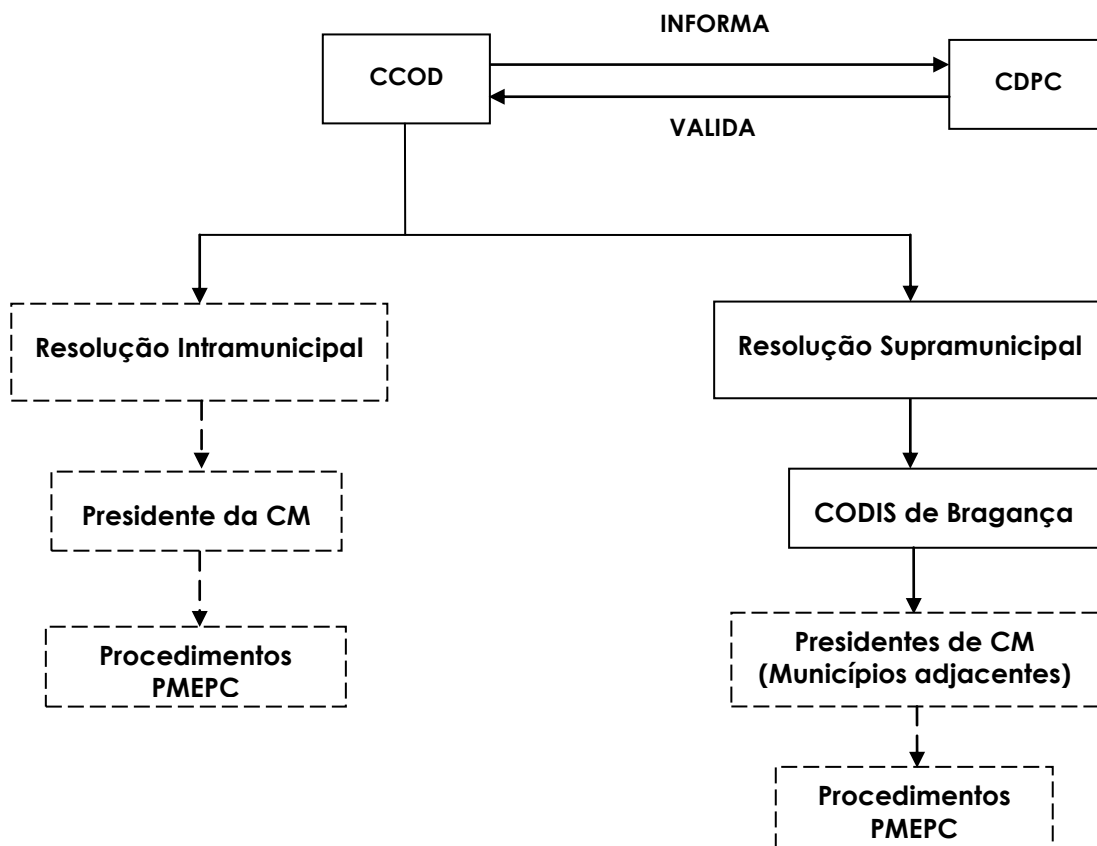 INFORMA
CCOD
CDPC
VALIDA
Resolução Intramunicipal
Resolução Supramunicipal
Presidente da CM
CODIS de Bragança
Procedimentos
PMEPC
Presidentes de CM
(Municípios adjacentes)
Procedimentos
PMEPC